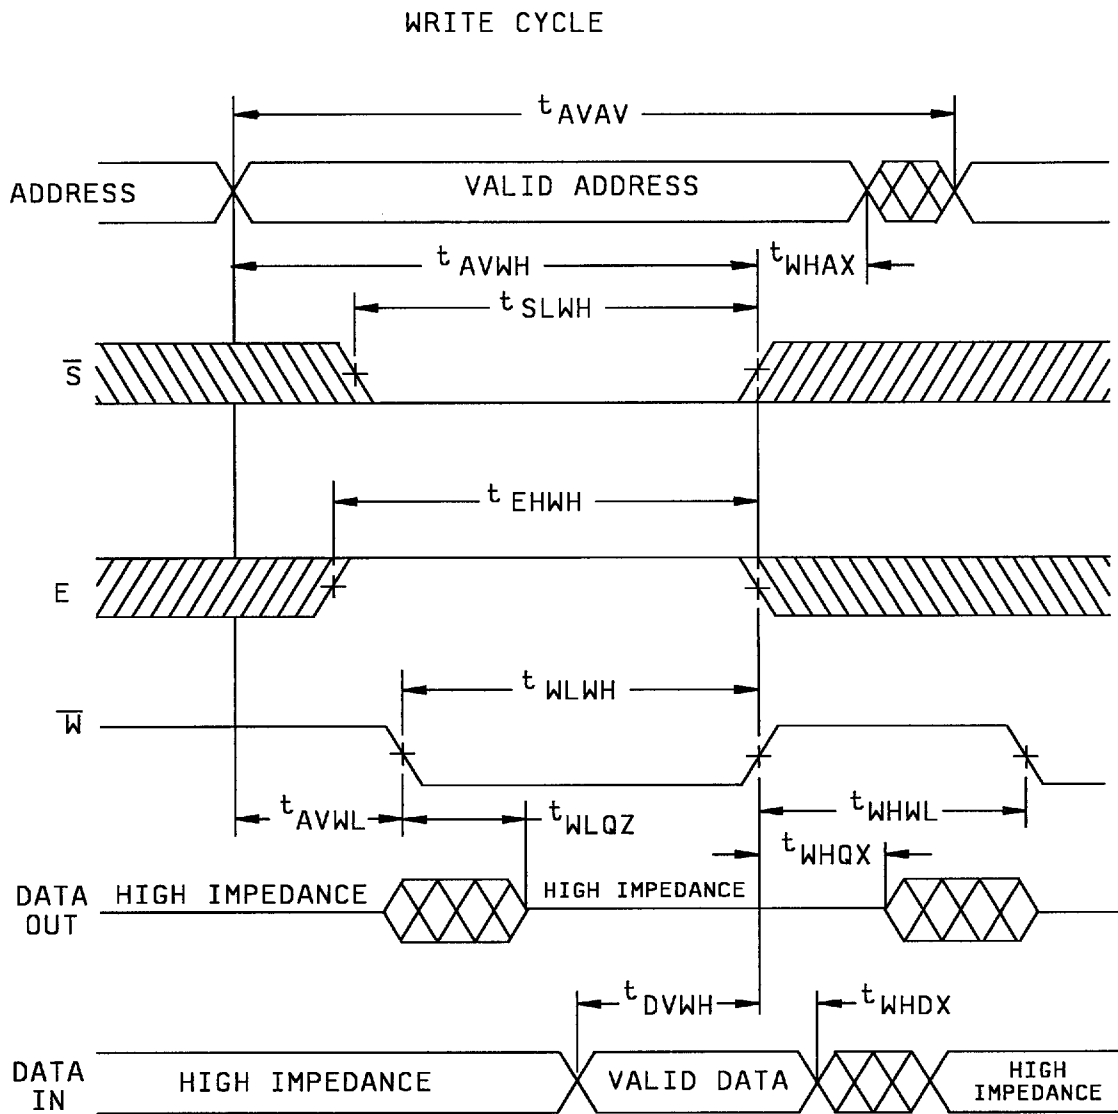 WRITE CYCLE
tAVAV
ADDRESS
VALID ADDRESS
tAVWH
tWHAX
tSLWH
S̅
tEHWH
E
tWLWH
W̅
tAVWL
tWLQZ
tWHWL
tWHQX
DATA OUT
HIGH IMPEDANCE
HIGH IMPEDANCE
tDVWH
tWHDX
DATA IN
HIGH IMPEDANCE
VALID DATA
HIGH IMPEDANCE